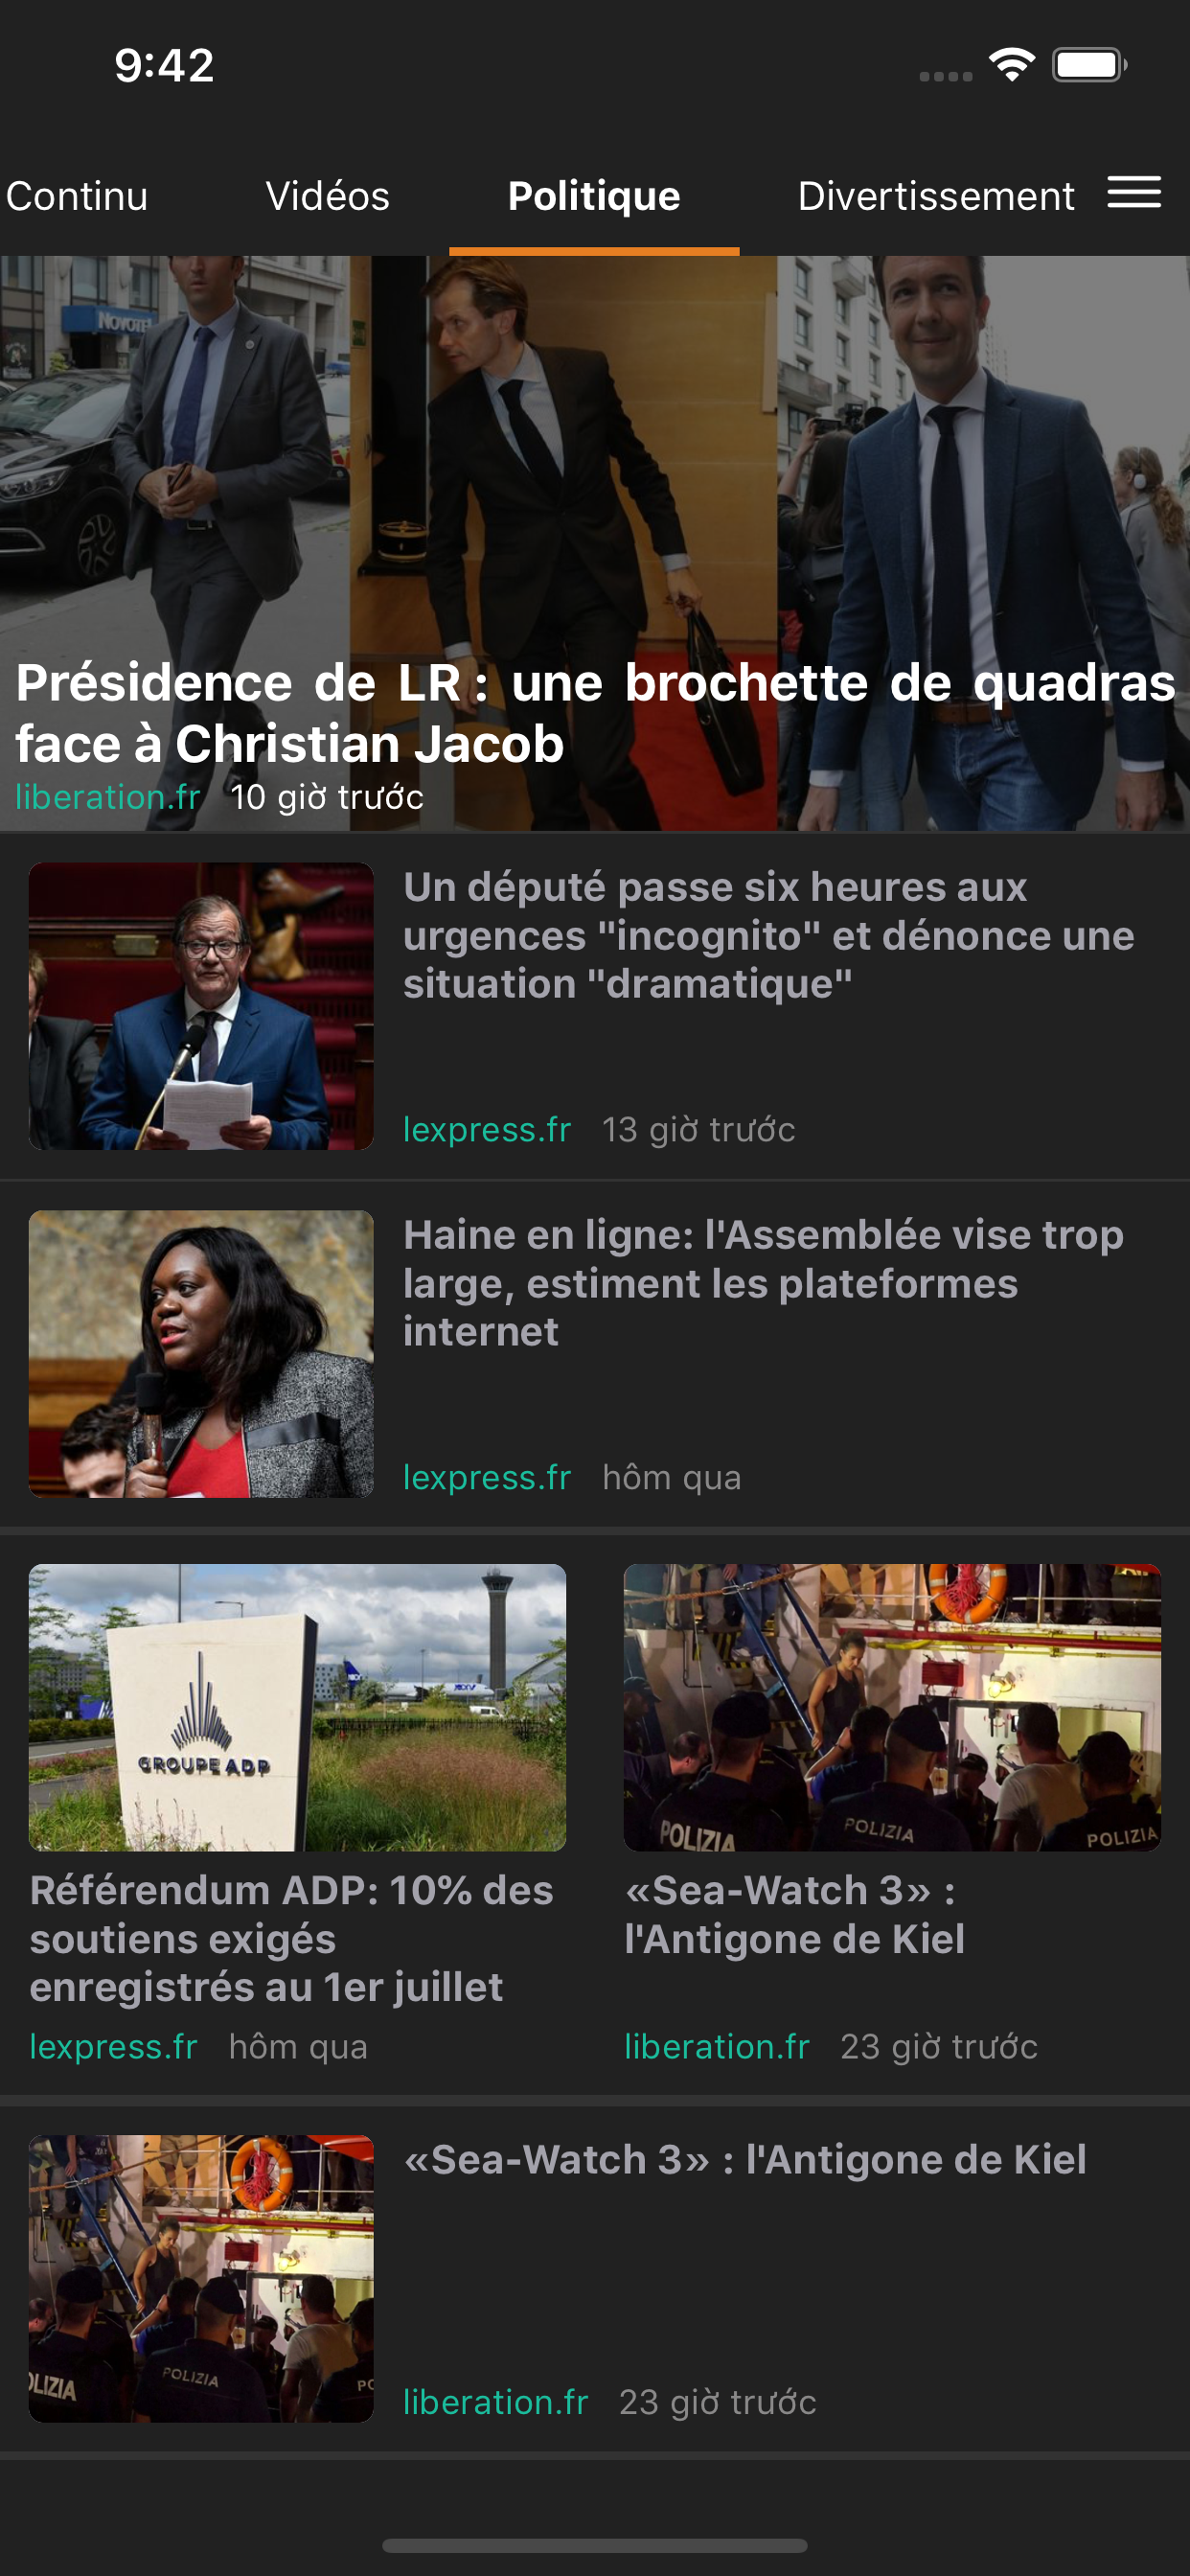 9:42
Continu
Vidéos
Politique
Divertissement
NOVOTEL
Présidence de LR : une brochette de quadras
face à Christian Jacob
liberation.fr 10 giờ trước
Un député passe six heures aux
urgences "incognito" et dénonce une
situation "dramatique"
lexpress.fr 13 giờ trước
Haine en ligne: l'Assemblée vise trop
large, estiment les plateformes
internet
lexpress.fr hôm qua
GROUPE ADP
POLIZIA
POLIZIA
POLIZIA
Référendum ADP: 10% des
soutiens exigés
enregistrés au 1er juillet
lexpress.fr hôm qua
«Sea-Watch 3» :
l'Antigone de Kiel
liberation.fr 23 giờ trước
«Sea-Watch 3» : l'Antigone de Kiel
OLIZIA
POLIZIA
PO
liberation.fr 23 giờ trước